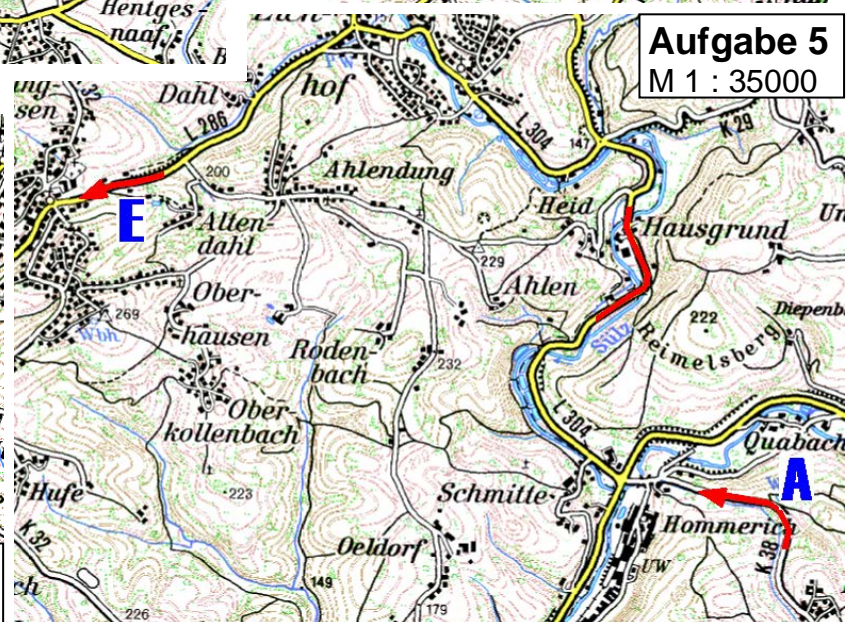 Hentges-
naaf
Aufgabe 5
M 1 : 35000
hof
Dahl
L 286
L 304
147
K 29
200
Ahlendung
Heid
E
Alten-
dahl
Hausgrund
229
Ahlen
Ober-
hausen
269
Wbh.
222
Diepenb
Sülz
Reimelsberg
Roden-
bach
232
Ober-
kollenbach
L 304
Quabach
A
Hufe
223
Schmitte
Hommerich
K 32
Oeldorf
UW
K 38
149
226
179